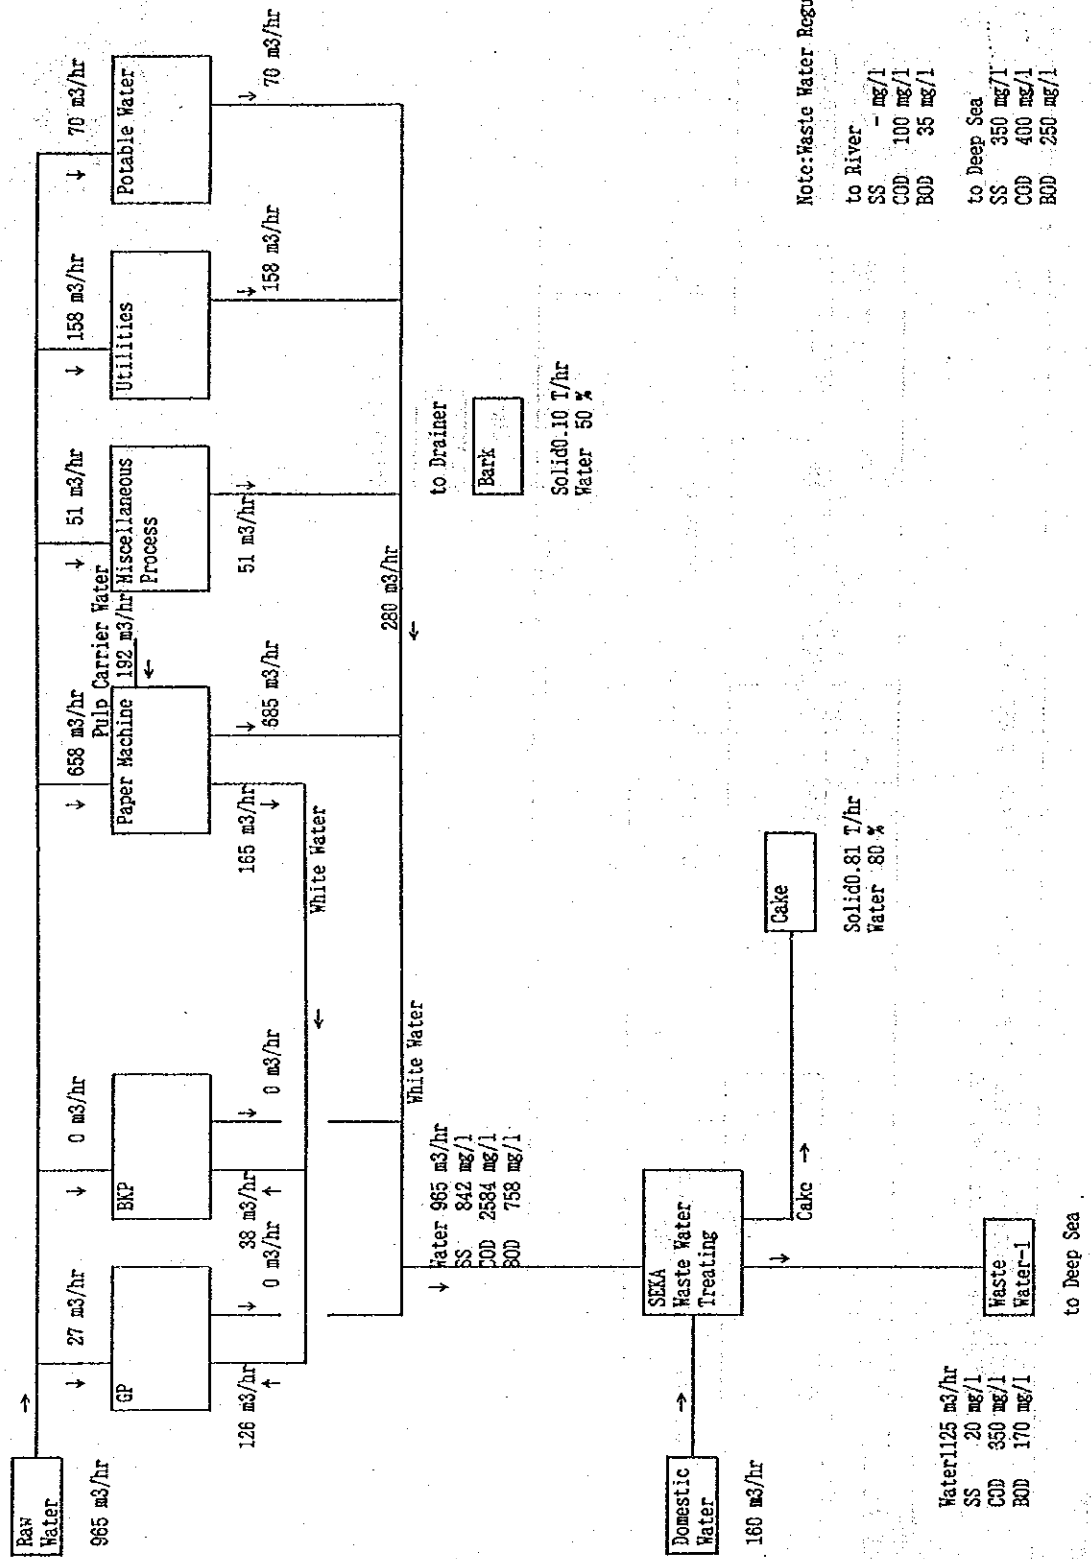 Raw
Water
965 m3/hr
→
27 m3/hr
↓
GP
126 m3/hr
↑
0 m3/hr
↓
0 m3/hr
↓
BKP
38 m3/hr
↑
0 m3/hr
↓
658 m3/hr
↓
Pulp Carrier Water
192 m3/hr
←
Paper Machine
165 m3/hr
↓
685 m3/hr
↓
51 m3/hr
↓
Miscellaneous
Process
51 m3/hr
↓
158 m3/hr
↓
Utilities
158 m3/hr
↓
70 m3/hr
↓
Potable Water
70 m3/hr
↓
White Water
←
White Water
280 m3/hr
←
↓
Water 965 m3/hr
SS 842 mg/l
COD 2584 mg/l
BOD 758 mg/l
to Drainer
Bark
Solid0.10 T/hr
Water 50 %
Domestic
Water
160 m3/hr
→
SEKA
Waste Water
Treating
↓
Cake →
Cake
Solid0.81 T/hr
Water 80 %
Water1125 m3/hr
SS 20 mg/l
COD 350 mg/l
BOD 170 mg/l
Waste
Water-1
to Deep Sea
Note:Waste Water Regu
to River
SS - mg/l
COD 100 mg/l
BOD 35 mg/l
to Deep Sea
SS 350 mg/l
COD 400 mg/l
BOD 250 mg/l